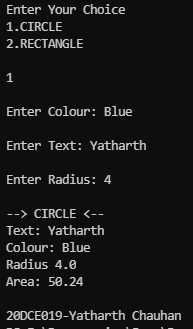 Enter Your Choice
1.CIRCLE
2.RECTANGLE
1
Enter Colour: Blue
Enter Text: Yatharth
Enter Radius: 4
--> CIRCLE <--
Text: Yatharth
Colour: Blue
Radius 4.0
Area: 50.24
20DCE019-Yatharth Chauhan